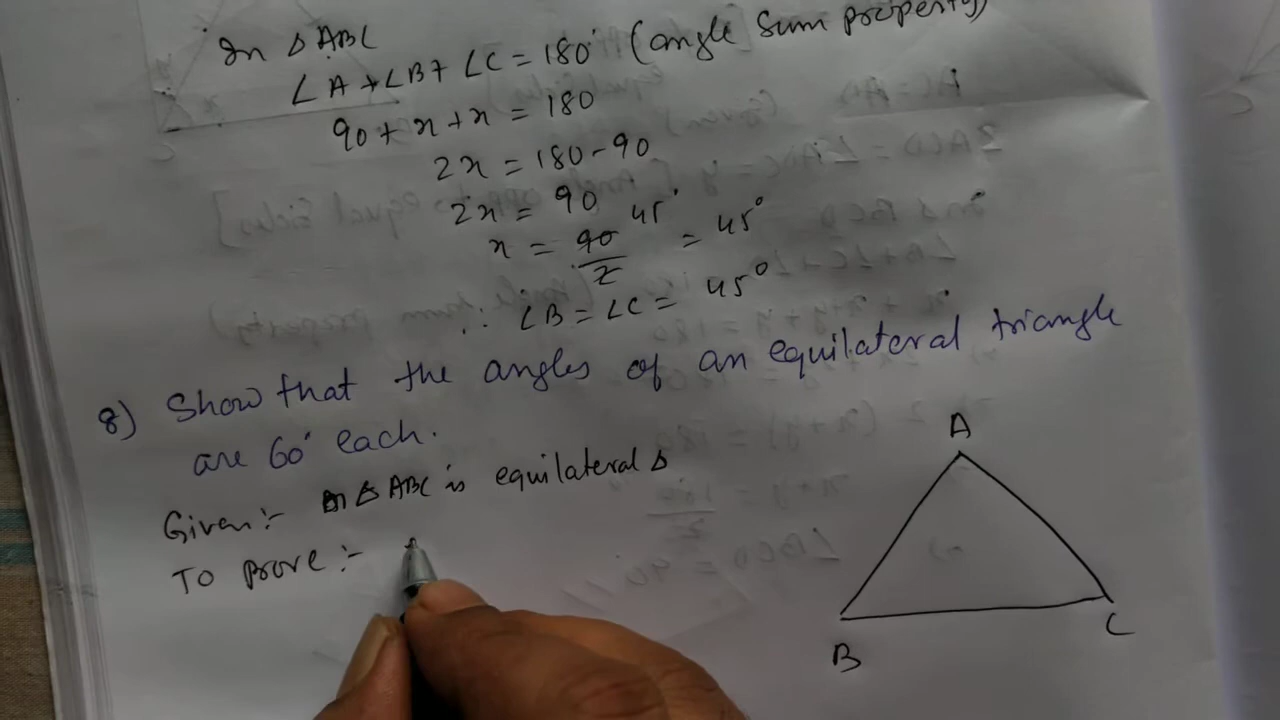 In △ ABC
∠A + ∠B + ∠C = 180° (angle sum property)
90 + x + x = 180
2x = 180 - 90
2x = 90
x = 90/2 45° = 45°
∴ ∠B = ∠C = 45°
8) Show that the angles of an equilateral triangle
are 60° each.
Given :- △ ABC is equilateral △
To prove :-
A
B
C